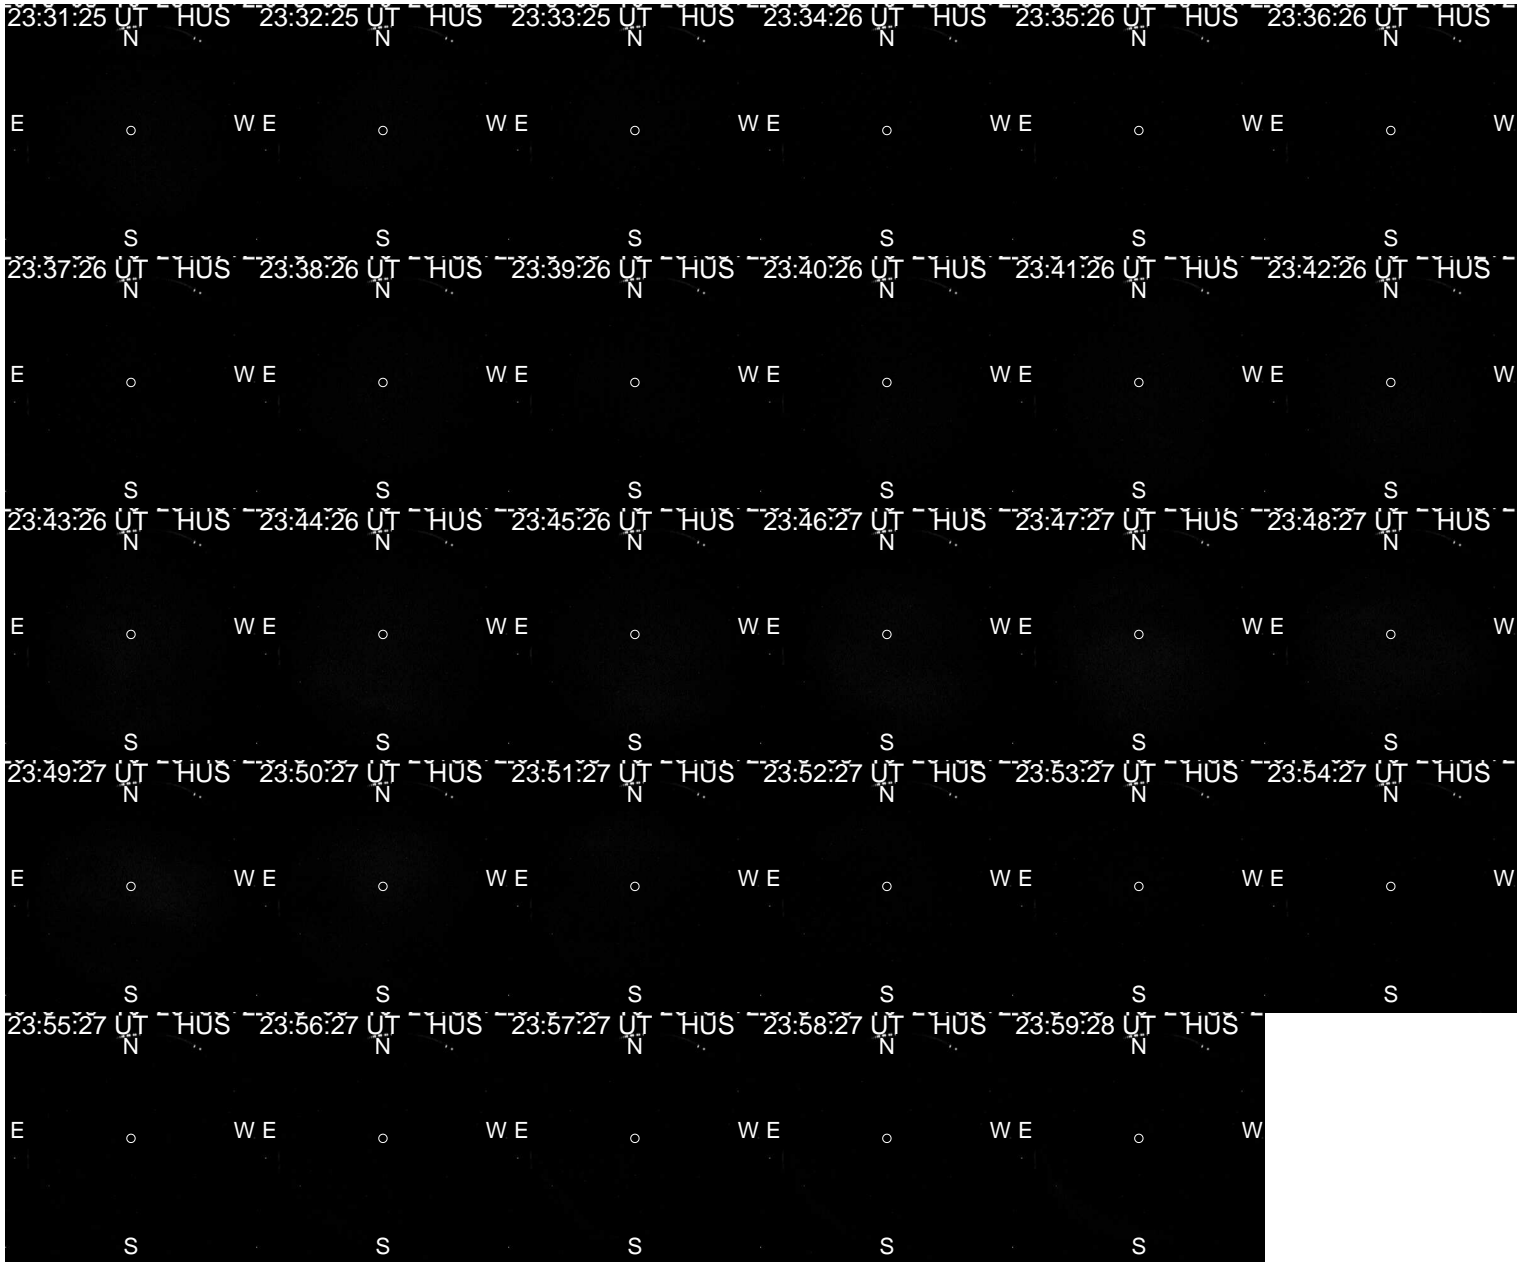 23:31:25 UT HUS 23:32:25 UT HUS 23:33:25 UT HUS 23:34:26 UT HUS 23:35:26 UT HUS 23:36:26 UT HUS
N N N N N N
E W E W E W E W E W E W
S S S S S S
23:37:26 UT HUS 23:38:26 UT HUS 23:39:26 UT HUS 23:40:26 UT HUS 23:41:26 UT HUS 23:42:26 UT HUS
N N N N N N
E W E W E W E W E W E W
S S S S S S
23:43:26 UT HUS 23:44:26 UT HUS 23:45:26 UT HUS 23:46:27 UT HUS 23:47:27 UT HUS 23:48:27 UT HUS
N N N N N N
E W E W E W E W E W E W
S S S S S S
23:49:27 UT HUS 23:50:27 UT HUS 23:51:27 UT HUS 23:52:27 UT HUS 23:53:27 UT HUS 23:54:27 UT HUS
N N N N N N
E W E W E W E W E W E W
S S S S S S
23:55:27 UT HUS 23:56:27 UT HUS 23:57:27 UT HUS 23:58:27 UT HUS 23:59:28 UT HUS
N N N N N
E W E W E W E W E W
S S S S S